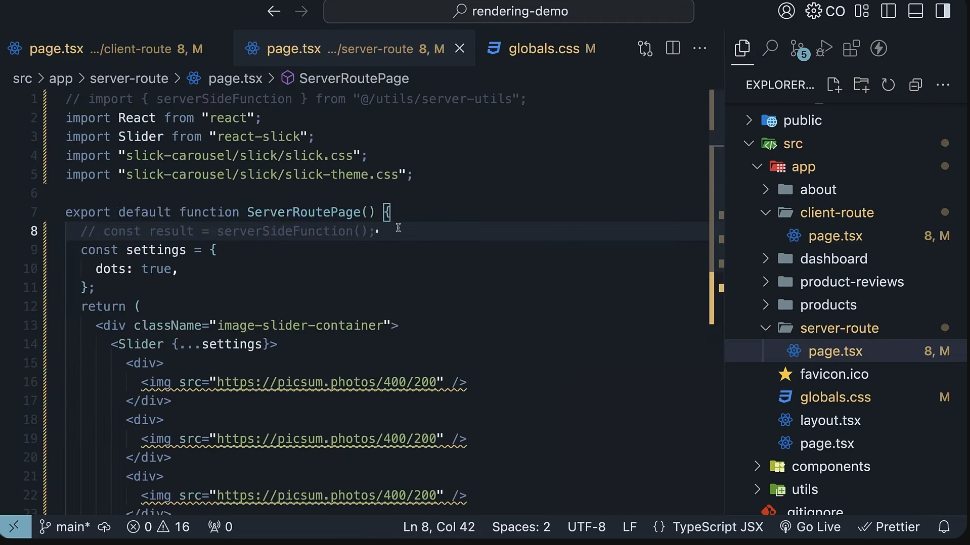 rendering-demo
CO
page.tsx .../client-route 8, M
page.tsx .../server-route 8, M
globals.css M
5
src > app > server-route > page.tsx > ServerRoutePage
EXPLORER...
1 // import { serverSideFunction } from "@/utils/server-utils";
2 import React from "react";
3 import Slider from "react-slick";
4 import "slick-carousel/slick/slick.css";
5 import "slick-carousel/slick/slick-theme.css";
6
7 export default function ServerRoutePage() {
8 // const result = serverSideFunction();
9 const settings = {
10 dots: true,
11 };
12 return (
13 <div className="image-slider-container">
14 <Slider {...settings}>
15 <div>
16 <img src="https://picsum.photos/400/200" />
17 </div>
18 <div>
19 <img src="https://picsum.photos/400/200" />
20 </div>
21 <div>
22 <img src="https://picsum.photos/400/200" />
23 </div>
public
src
app
about
client-route
page.tsx 8, M
dashboard
product-reviews
products
server-route
page.tsx 8, M
favicon.ico
globals.css M
layout.tsx
page.tsx
components
utils
.gitignore
main* 0 16 0 Ln 8, Col 42 Spaces: 2 UTF-8 LF {} TypeScript JSX Go Live Prettier